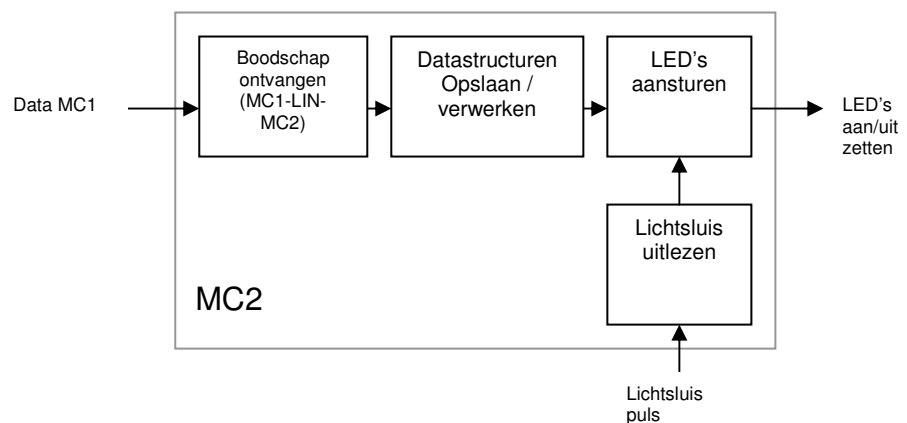 Data MC1
Boodschap
ontvangen
(MC1-LIN-
MC2)
Datastructuren
Opslaan /
verwerken
LED's
aansturen
LED's
aan/uit
zetten
Lichtsluis
uitlezen
MC2
Lichtsluis
puls